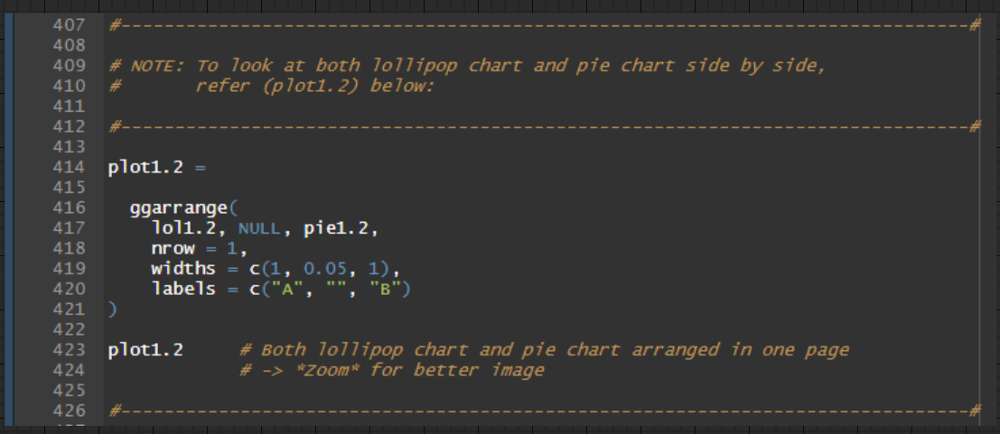 407 #------------------------------------------------------------------------------#
408
409 # NOTE: To look at both lollipop chart and pie chart side by side,
410 #       refer (plot1.2) below:
411
412 #------------------------------------------------------------------------------#
413
414 plot1.2 =
415
416   ggarrange(
417     lol1.2, NULL, pie1.2,
418     nrow = 1,
419     widths = c(1, 0.05, 1),
420     labels = c("A", "", "B")
421 )
422
423 plot1.2     # Both lollipop chart and pie chart arranged in one page
424             # -> *Zoom* for better image
425
426 #------------------------------------------------------------------------------#